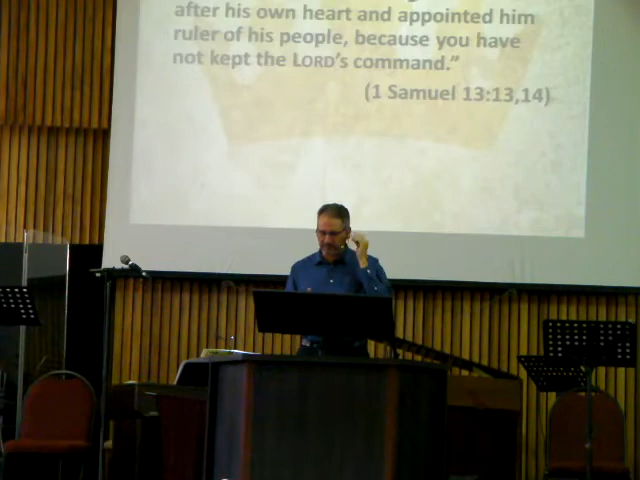 after his own heart and appointed him
ruler of his people, because you have
not kept the LORD's command."
(1 Samuel 13:13,14)